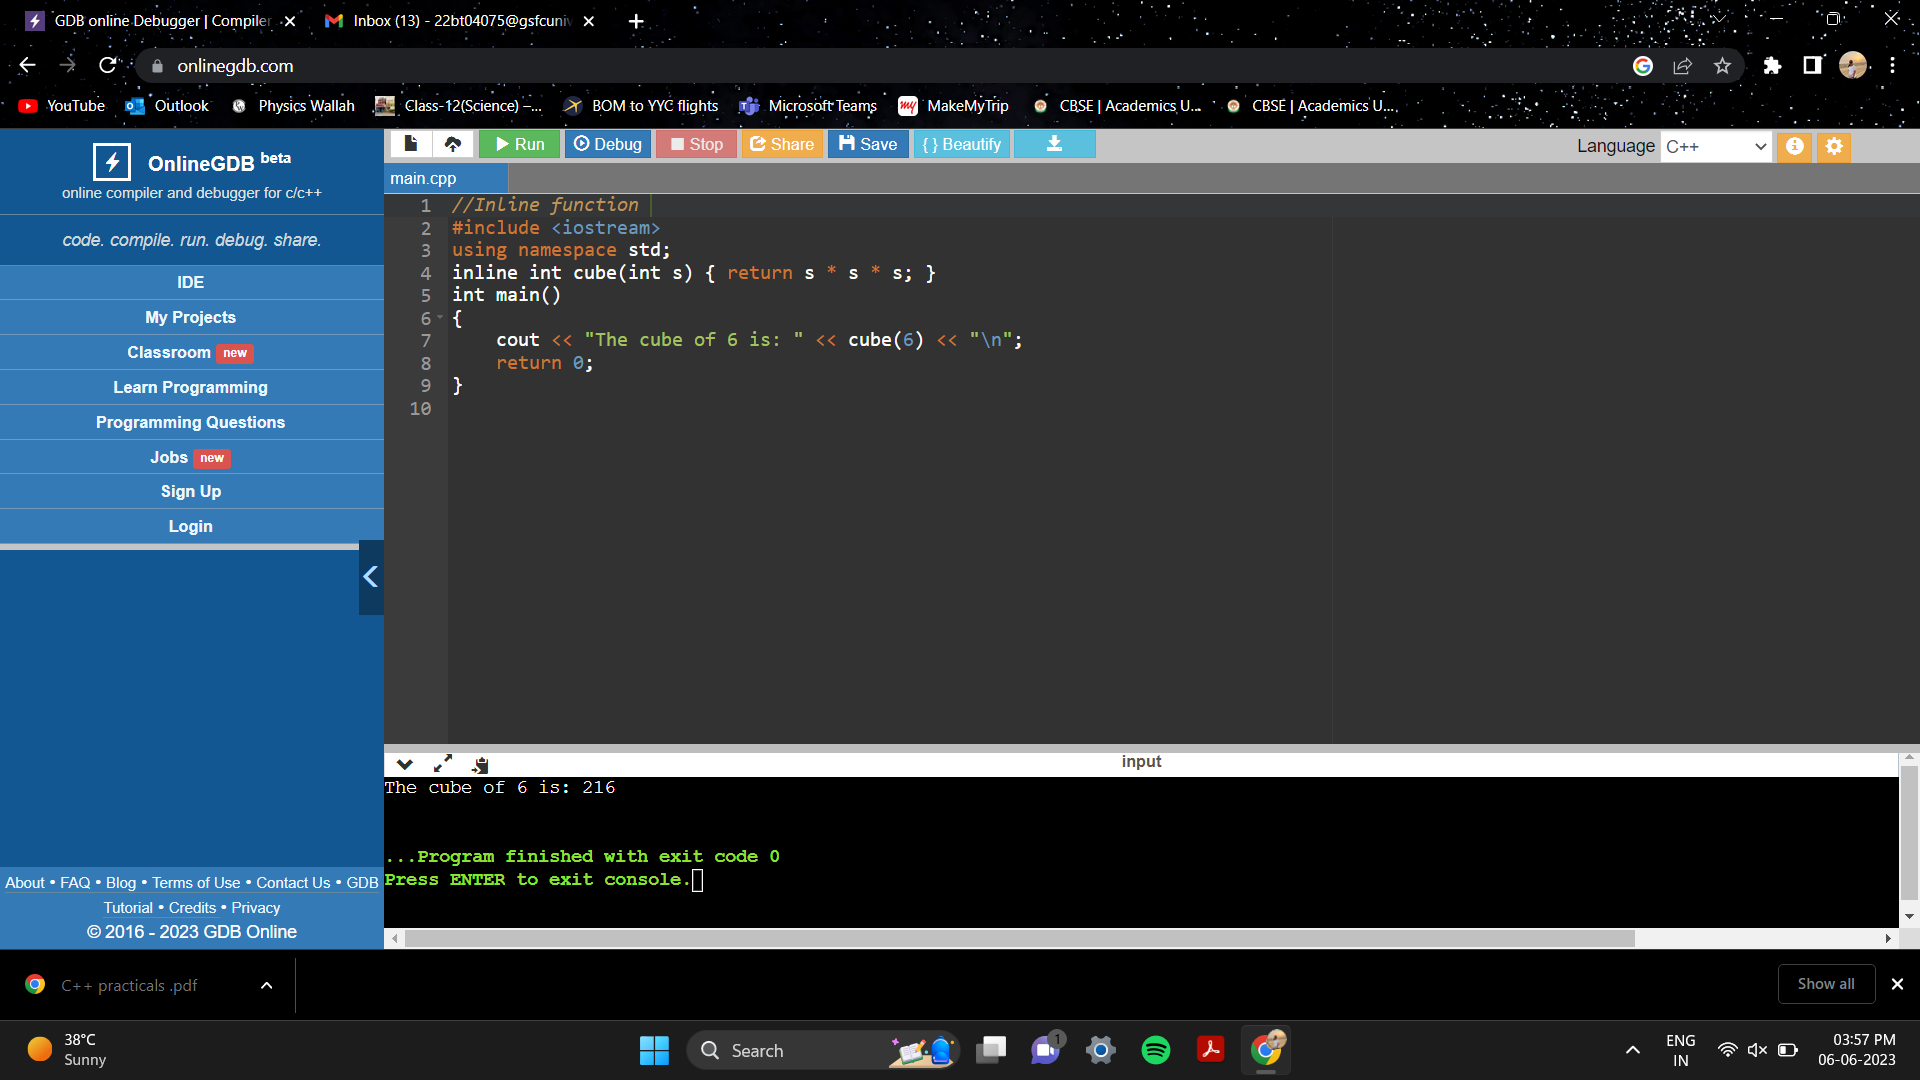 GDB online Debugger | Compiler
Inbox (13) - 22bt04075@gsfcuniv
onlinegdb.com
YouTube Outlook Physics Wallah Class-12(Science) –... BOM to YYC flights Microsoft Teams MakeMyTrip CBSE | Academics U... CBSE | Academics U...
OnlineGDB beta
online compiler and debugger for c/c++
code. compile. run. debug. share.
IDE
My Projects
Classroom new
Learn Programming
Programming Questions
Jobs new
Sign Up
Login
About • FAQ • Blog • Terms of Use • Contact Us • GDB
Tutorial • Credits • Privacy
© 2016 - 2023 GDB Online
Run Debug Stop Share Save { } Beautify
Language C++
main.cpp
1 //Inline function
2 #include <iostream>
3 using namespace std;
4 inline int cube(int s) { return s * s * s; }
5 int main()
6 {
7 cout << "The cube of 6 is: " << cube(6) << "\n";
8 return 0;
9 }
10
input
The cube of 6 is: 216
...Program finished with exit code 0
Press ENTER to exit console.
C++ practicals .pdf
Show all
38°C
Sunny
Search
1
ENG
IN
03:57 PM
06-06-2023